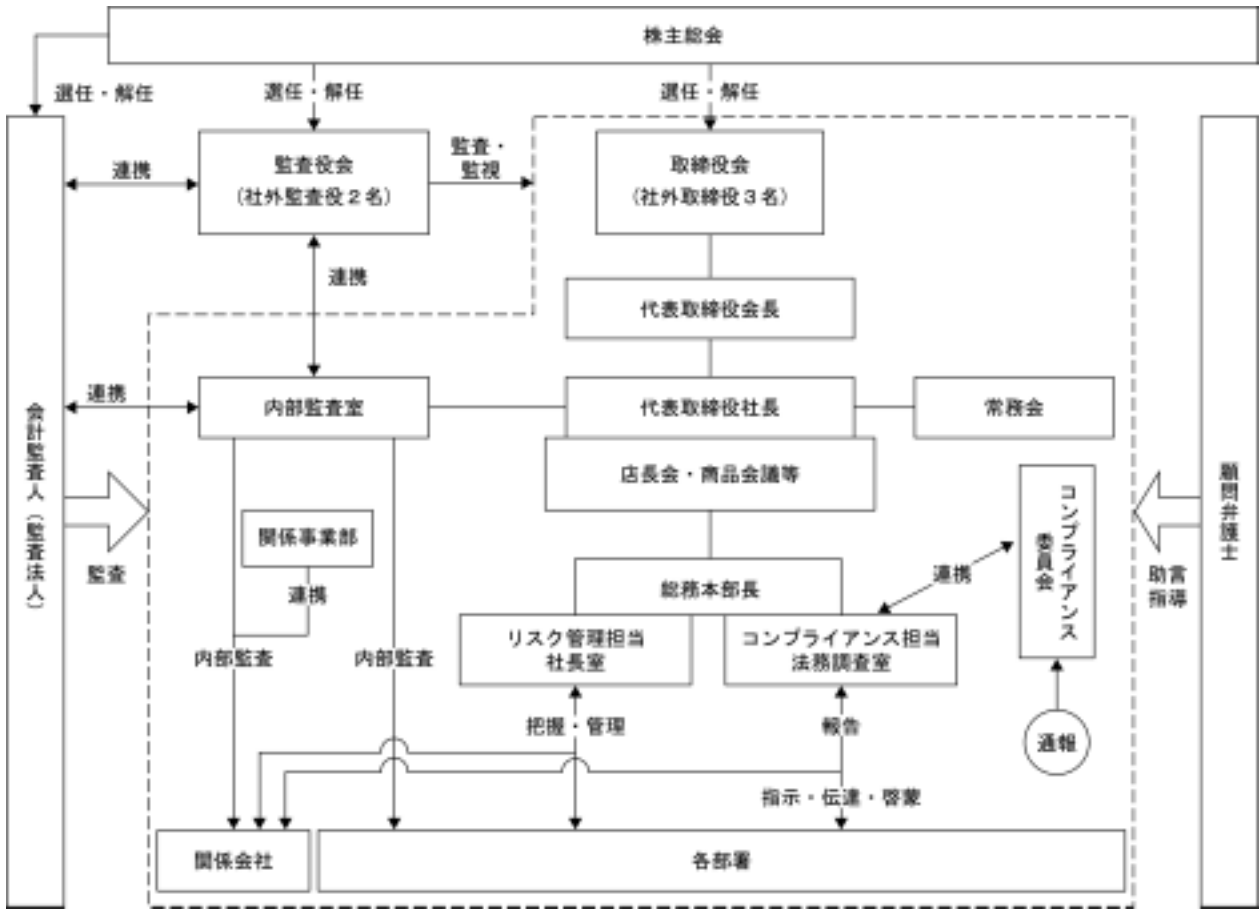 株主総会
選任・解任
選任・解任
選任・解任
監査役会
（社外監査役２名）
監査・
監視
取締役会
（社外取締役３名）
連携
連携
代表取締役会長
連携
内部監査室
代表取締役社長
常務会
店長会・商品会議等
会計監査人（監査法人）
監査
関係事業部
連携
総務本部長
連携
コンプライアンス
委員会
顧問弁護士
助言
指導
リスク管理担当
社長室
コンプライアンス担当
法務調査室
内部監査
内部監査
把握・管理
報告
通報
指示・伝達・啓蒙
関係会社
各部署